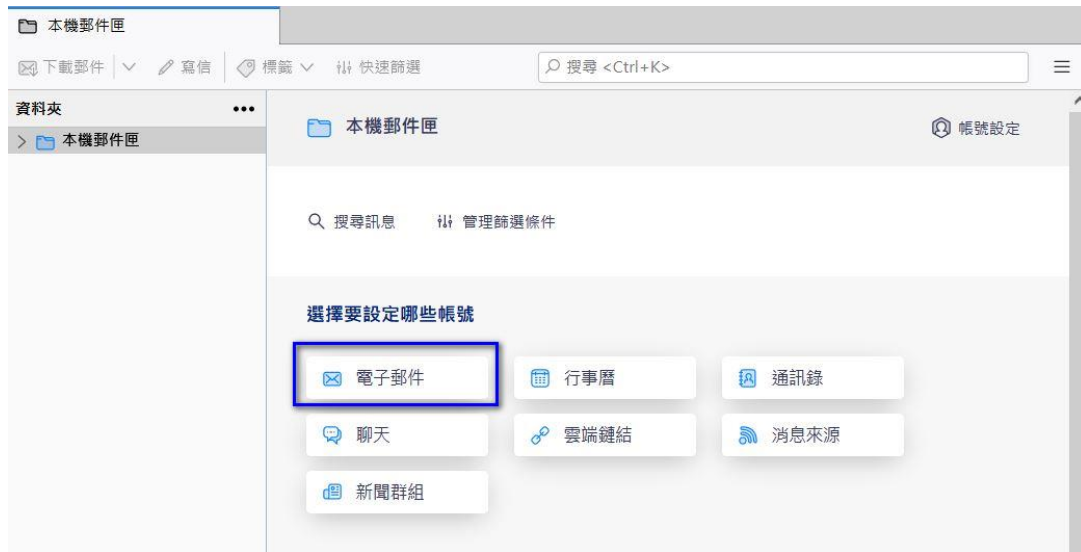 本機郵件匣
下載郵件 寫信 標籤 快速篩選 搜尋 <Ctrl+K>
資料夾
本機郵件匣
本機郵件匣 帳號設定
搜尋訊息 管理篩選條件
選擇要設定哪些帳號
電子郵件 行事曆 通訊錄
聊天 雲端鏈結 消息來源
新聞群組